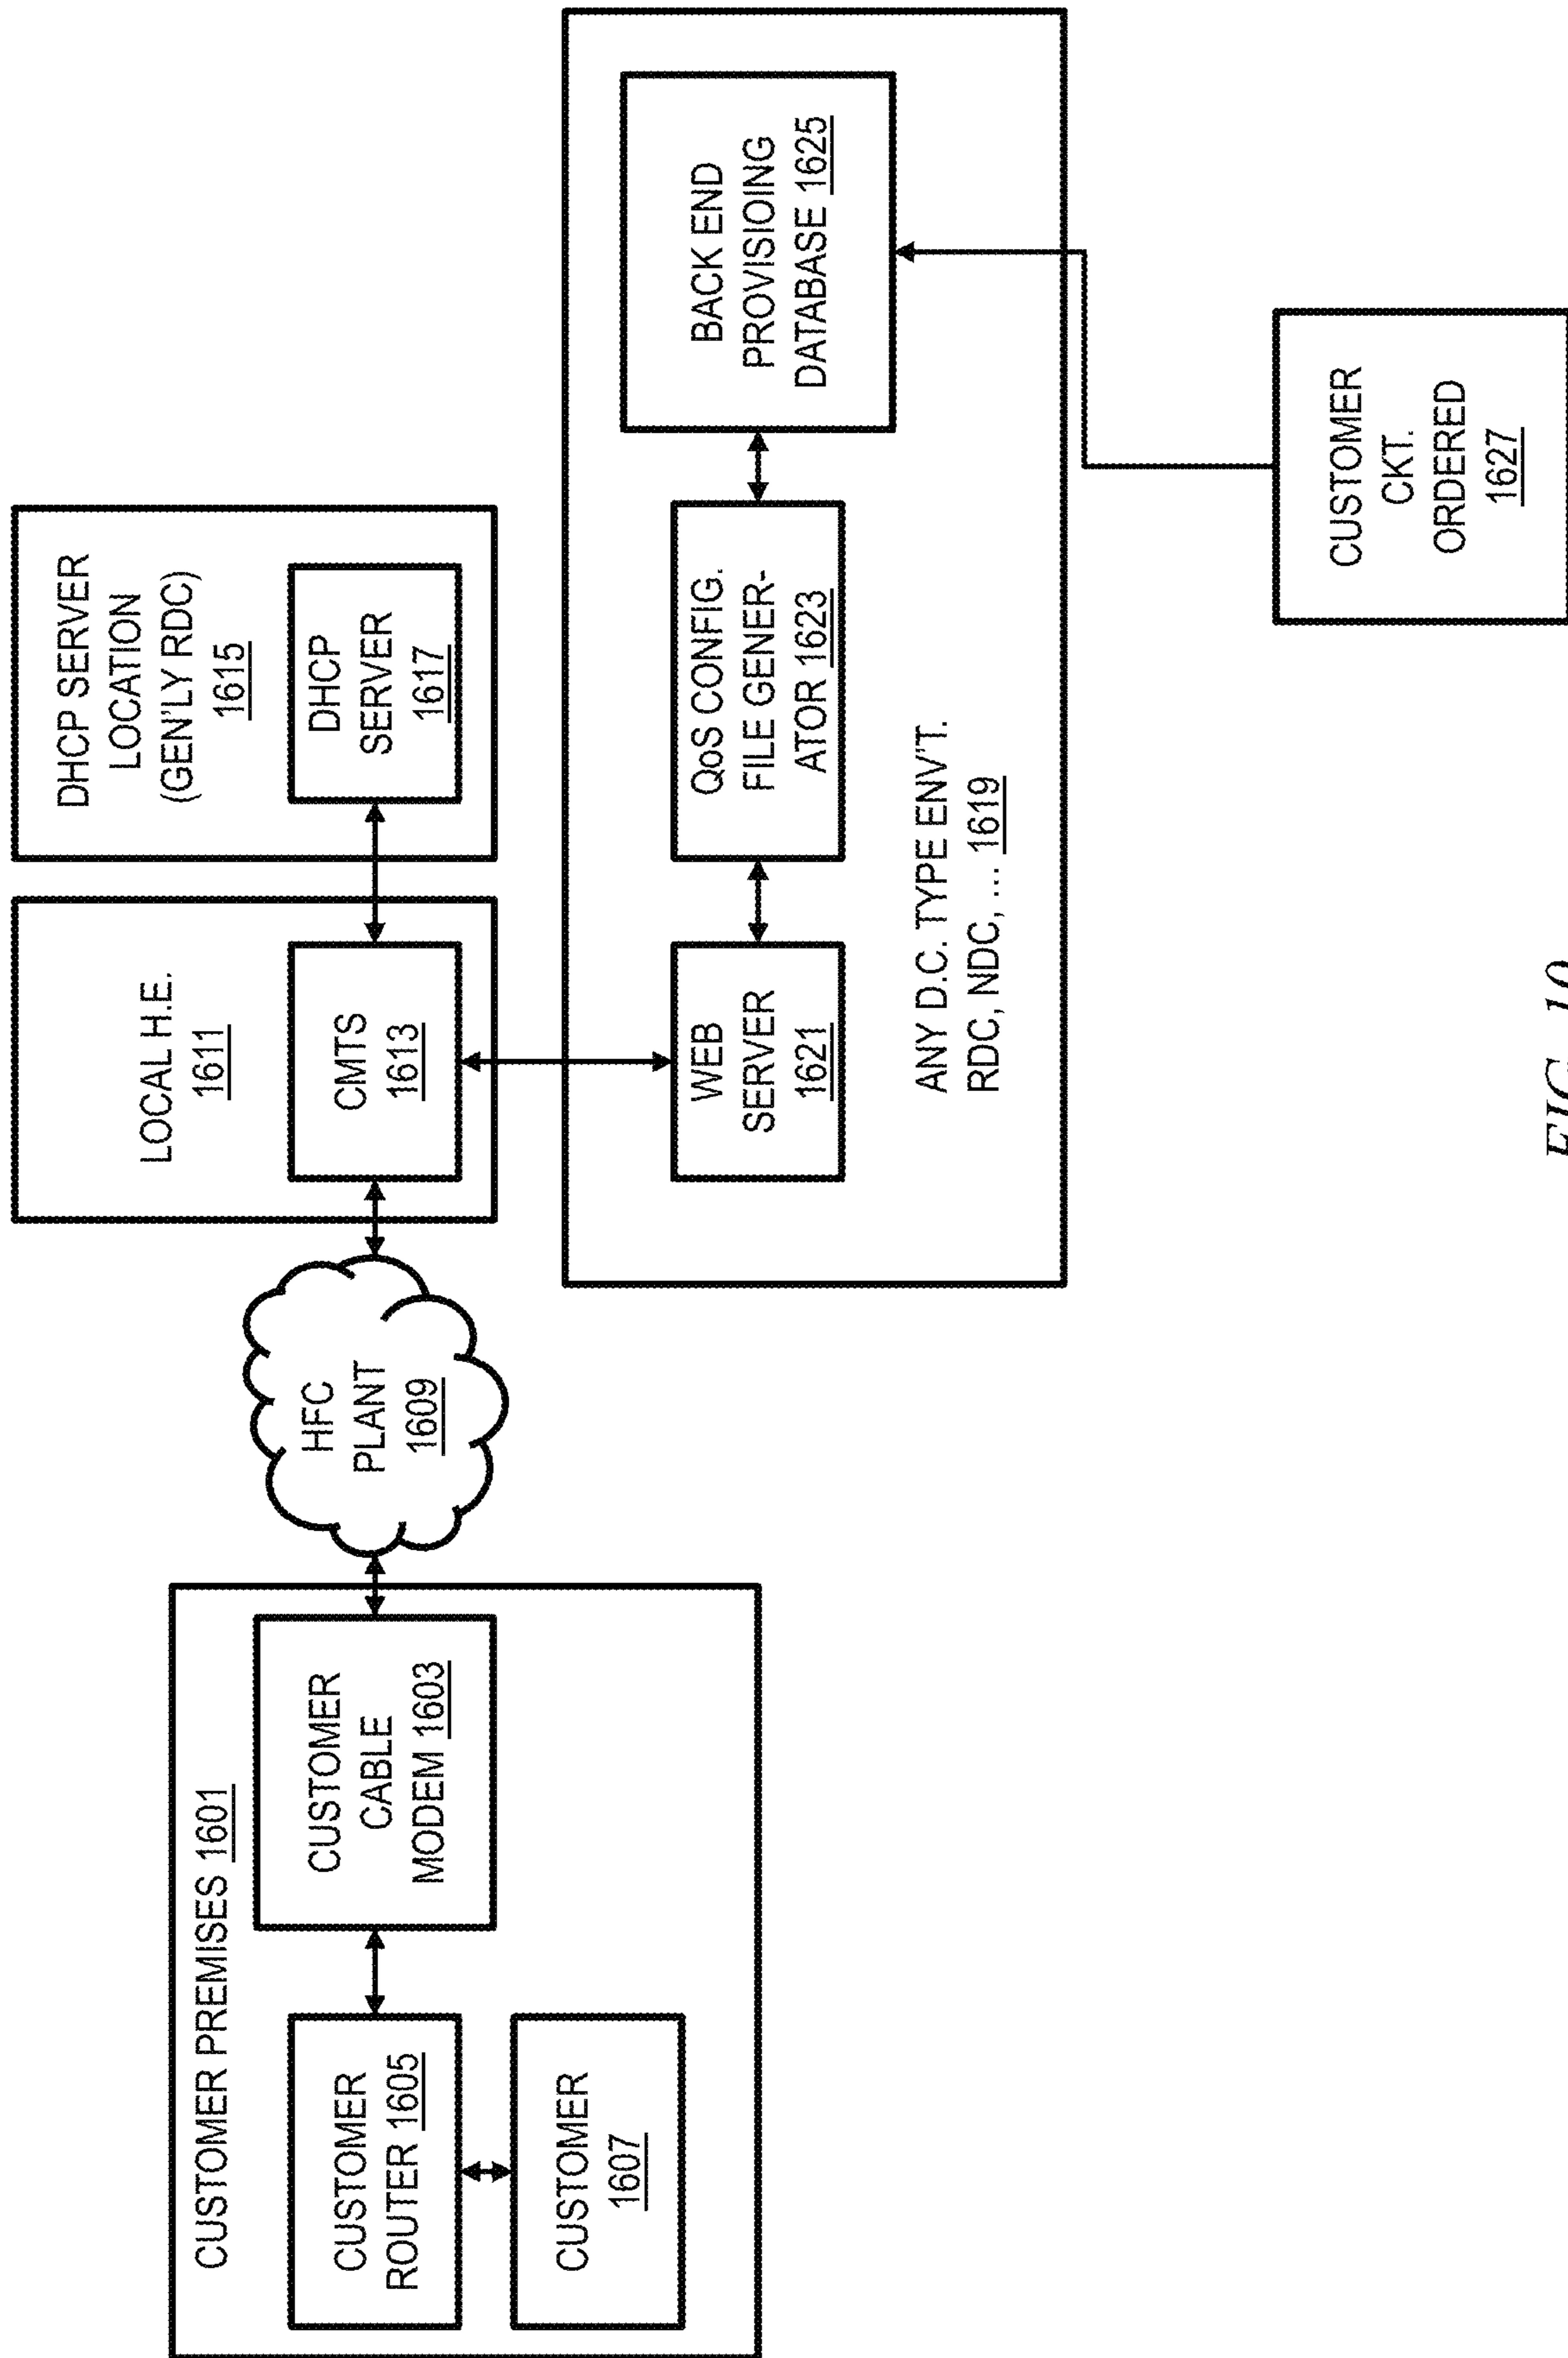 CUSTOMER PREMISES 1601
CUSTOMER
ROUTER 1605
CUSTOMER
1607
CUSTOMER
CABLE
MODEM 1603
HFC
PLANT
1609
LOCAL H.E.
1611
CMTS
1613
DHCP SERVER
LOCATION
(GEN'LY RDC)
1615
DHCP
SERVER
1617
WEB
SERVER
1621
QoS CONFIG.
FILE GENER-
ATOR 1623
BACK END
PROVISIOING
DATABASE 1625
ANY D.C. TYPE ENV'T.
RDC, NDC, ... 1619
CUSTOMER
CKT.
ORDERED
1627
FIG. 10